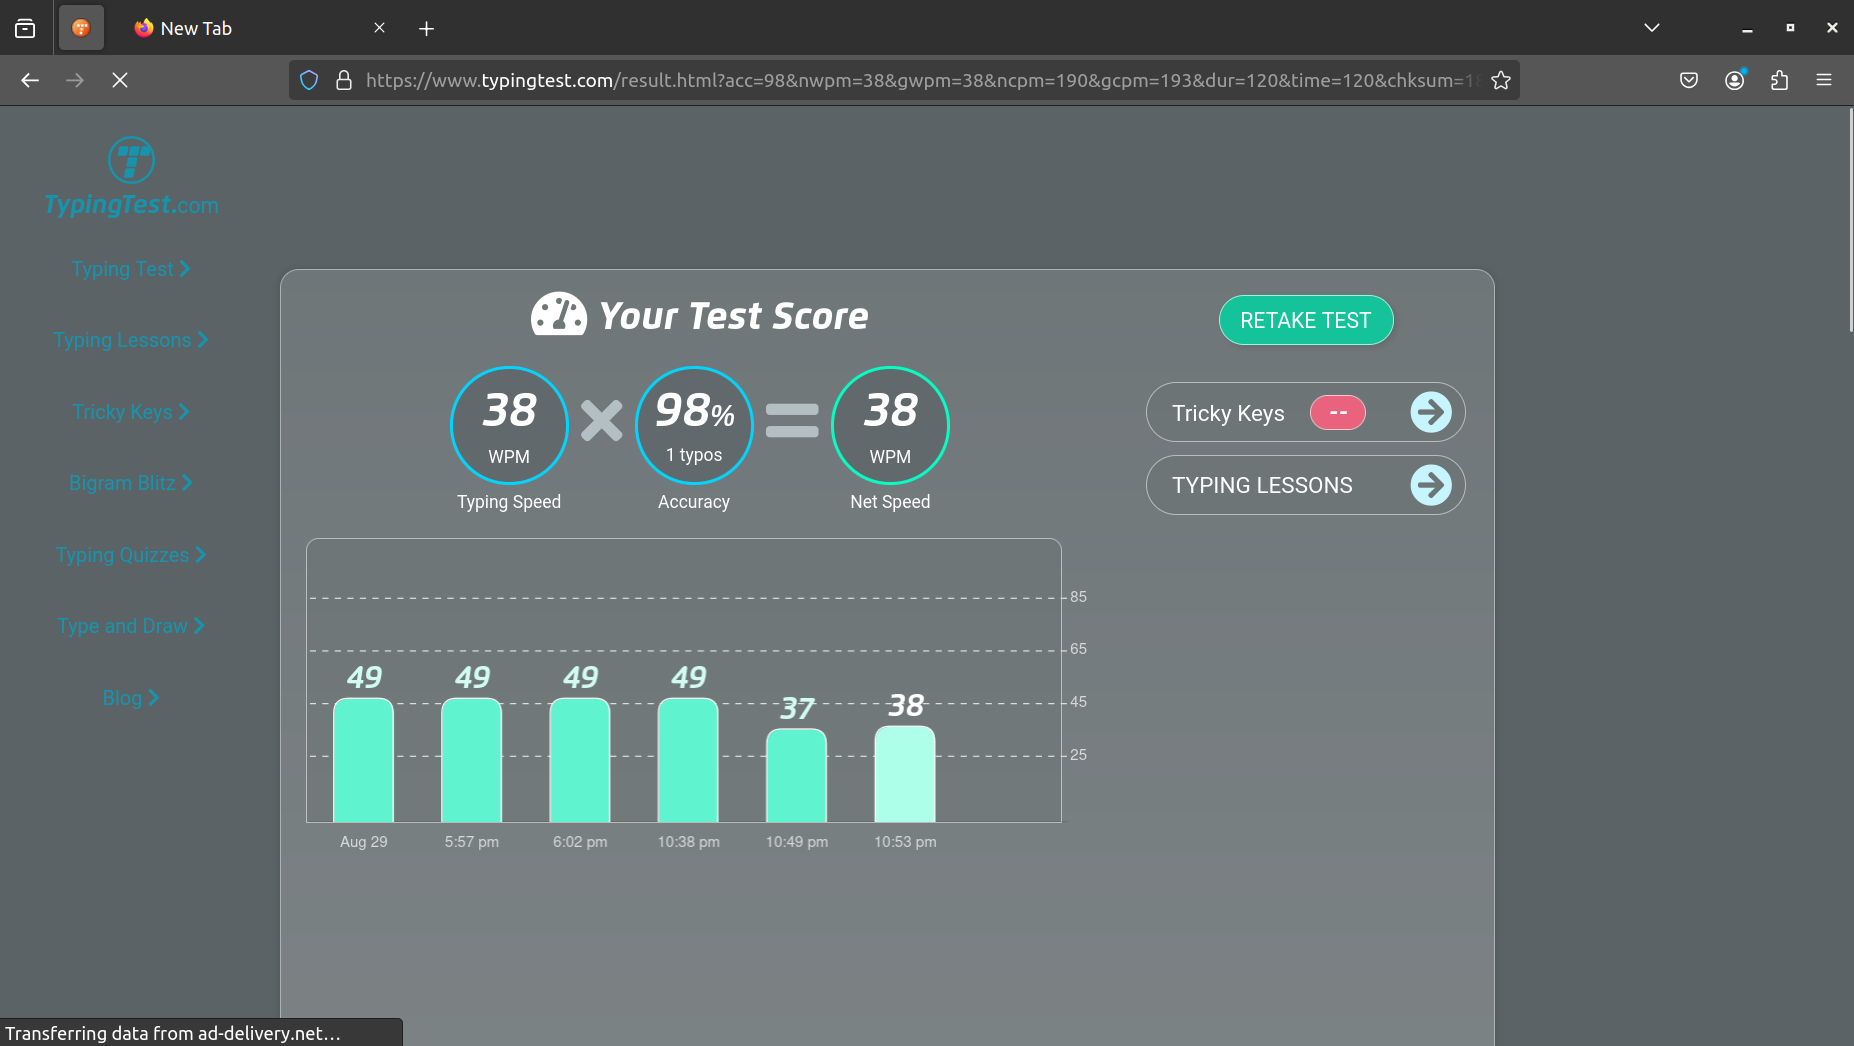 New Tab
https://www.typingtest.com/result.html?acc=98&nwpm=38&gwpm=38&ncpm=190&gcpm=193&dur=120&time=120&chksum=
TypingTest.com
Typing Test
Typing Lessons
Tricky Keys
Bigram Blitz
Typing Quizzes
Type and Draw
Blog
Your Test Score
RETAKE TEST
38 98% 38
WPM 1 typos WPM
Typing Speed Accuracy Net Speed
Tricky Keys --
TYPING LESSONS
85
65
45
25
49 49 49 49 37 38
Aug 29 5:57 pm 6:02 pm 10:38 pm 10:49 pm 10:53 pm
Transferring data from ad-delivery.net…